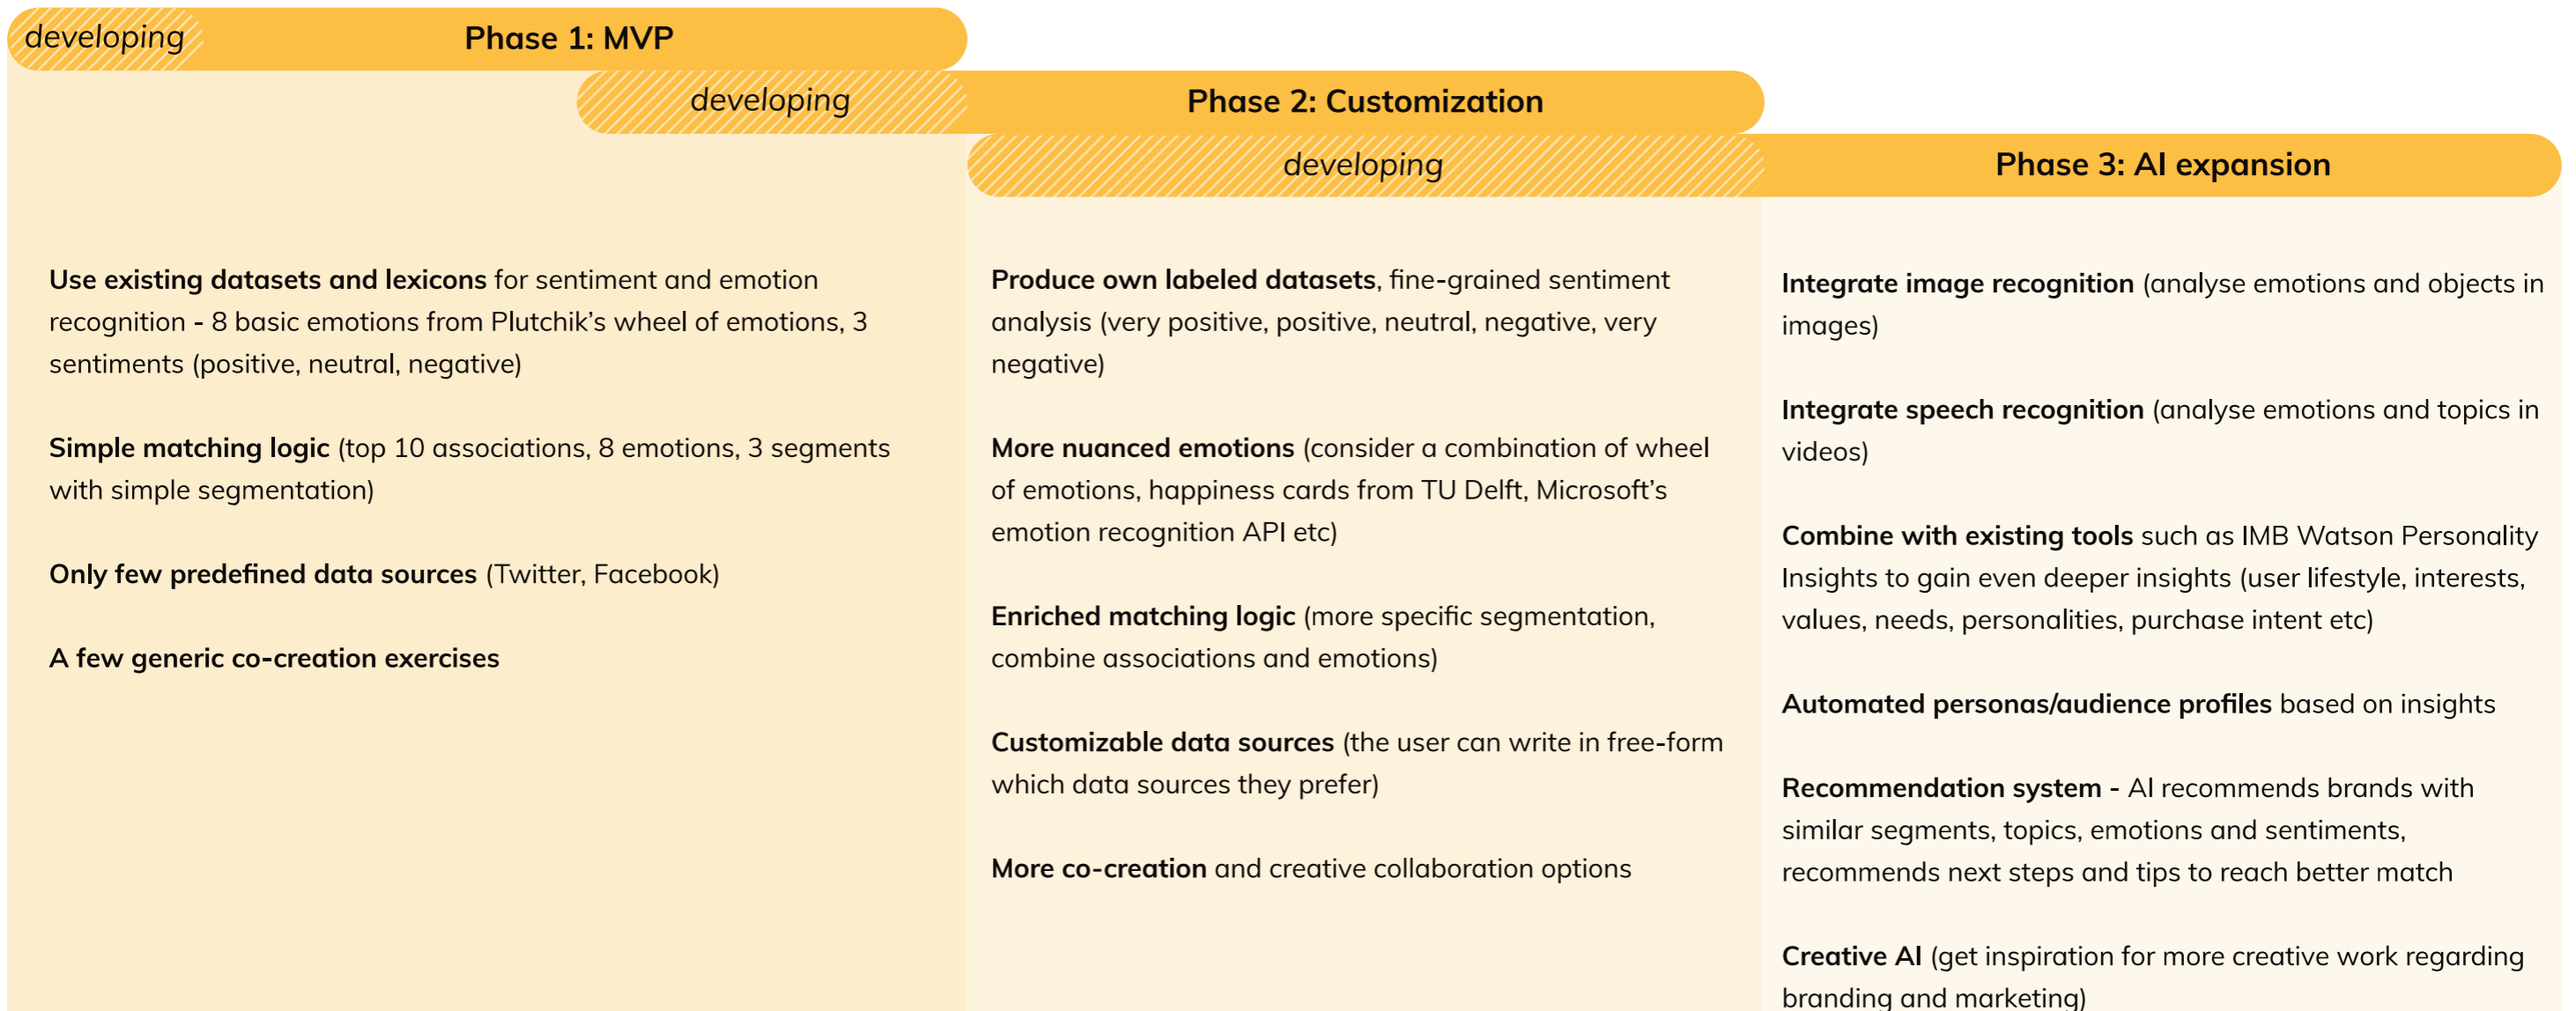 developing
Phase 1: MVP
developing
Phase 2: Customization
developing
Phase 3: AI expansion
Use existing datasets and lexicons for sentiment and emotion
recognition - 8 basic emotions from Plutchik’s wheel of emotions, 3
sentiments (positive, neutral, negative)
Simple matching logic (top 10 associations, 8 emotions, 3 segments
with simple segmentation)
Only few predefined data sources (Twitter, Facebook)
A few generic co-creation exercises
Produce own labeled datasets, fine-grained sentiment
analysis (very positive, positive, neutral, negative, very
negative)
More nuanced emotions (consider a combination of wheel
of emotions, happiness cards from TU Delft, Microsoft’s
emotion recognition API etc)
Enriched matching logic (more specific segmentation,
combine associations and emotions)
Customizable data sources (the user can write in free-form
which data sources they prefer)
More co-creation and creative collaboration options
Integrate image recognition (analyse emotions and objects in
images)
Integrate speech recognition (analyse emotions and topics in
videos)
Combine with existing tools such as IMB Watson Personality
Insights to gain even deeper insights (user lifestyle, interests,
values, needs, personalities, purchase intent etc)
Automated personas/audience profiles based on insights
Recommendation system - AI recommends brands with
similar segments, topics, emotions and sentiments,
recommends next steps and tips to reach better match
Creative AI (get inspiration for more creative work regarding
branding and marketing)